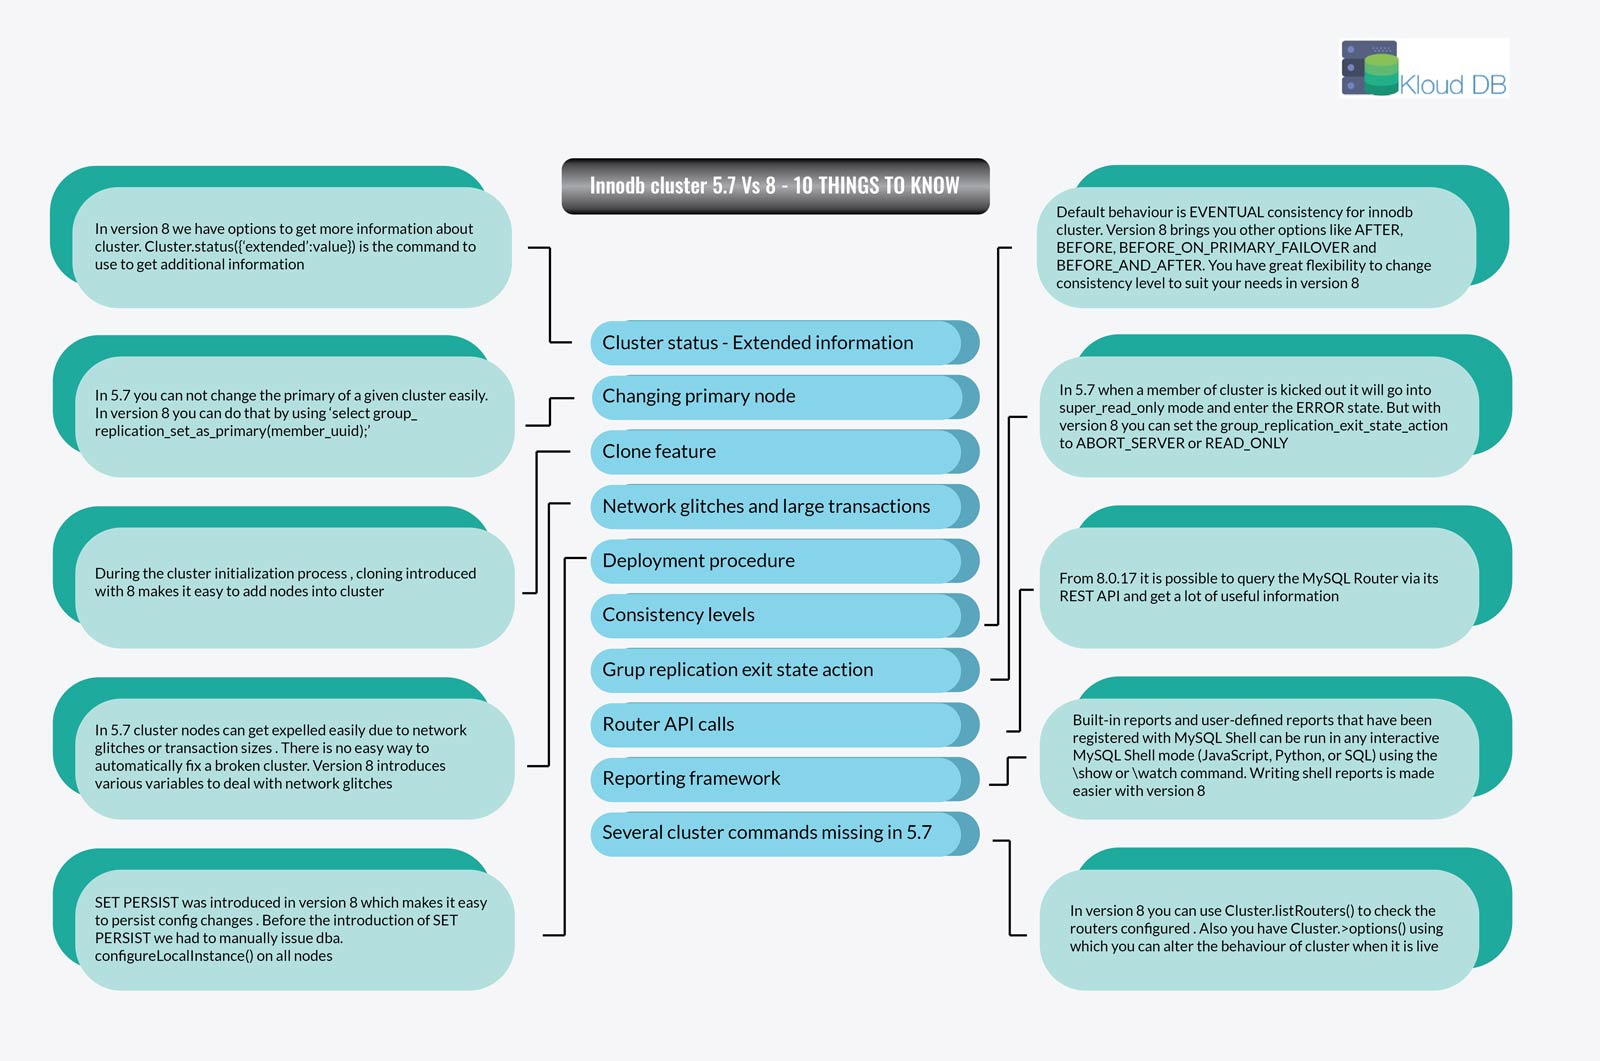 Kloud DB
Innodb cluster 5.7 Vs 8 - 10 THINGS TO KNOW
In version 8 we have options to get more information about
cluster. Cluster.status({'extended':value}) is the command to
use to get additional information
In 5.7 you can not change the primary of a given cluster easily.
In version 8 you can do that by using ‘select group_
replication_set_as_primary(member_uuid);’
During the cluster initialization process , cloning introduced
with 8 makes it easy to add nodes into cluster
In 5.7 cluster nodes can get expelled easily due to network
glitches or transaction sizes . There is no easy way to
automatically fix a broken cluster. Version 8 introduces
various variables to deal with network glitches
SET PERSIST was introduced in version 8 which makes it easy
to persist config changes . Before the introduction of SET
PERSIST we had to manually issue dba.
configureLocalInstance() on all nodes
Cluster status - Extended information
Changing primary node
Clone feature
Network glitches and large transactions
Deployment procedure
Consistency levels
Grup replication exit state action
Router API calls
Reporting framework
Several cluster commands missing in 5.7
Default behaviour is EVENTUAL consistency for innodb
cluster. Version 8 brings you other options like AFTER,
BEFORE, BEFORE_ON_PRIMARY_FAILOVER and
BEFORE_AND_AFTER. You have great flexibility to change
consistency level to suit your needs in version 8
In 5.7 when a member of cluster is kicked out it will go into
super_read_only mode and enter the ERROR state. But with
version 8 you can set the group_replication_exit_state_action
to ABORT_SERVER or READ_ONLY
From 8.0.17 it is possible to query the MySQL Router via its
REST API and get a lot of useful information
Built-in reports and user-defined reports that have been
registered with MySQL Shell can be run in any interactive
MySQL Shell mode (JavaScript, Python, or SQL) using the
\show or \watch command. Writing shell reports is made
easier with version 8
In version 8 you can use Cluster.listRouters() to check the
routers configured . Also you have Cluster.>options() using
which you can alter the behaviour of cluster when it is live